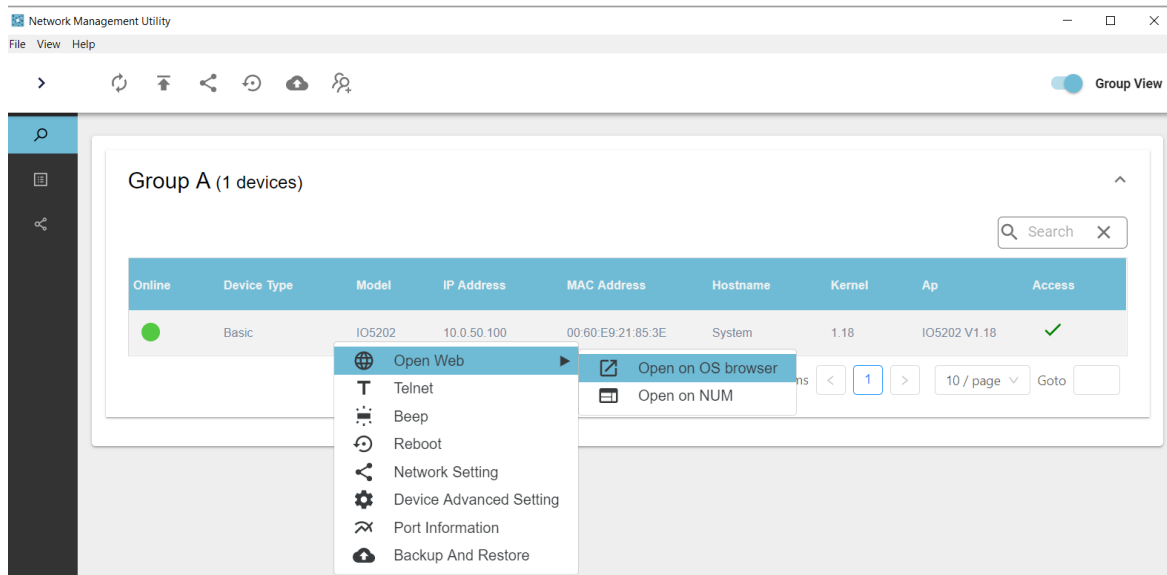 Network Management Utility
File View Help
Group View
Group A (1 devices)
Search
Online Device Type Model IP Address MAC Address Hostname Kernel Ap Access
Basic IO5202 10.0.50.100 00:60:E9:21:85:3E System 1.18 IO5202 V1.18
Open Web
Open on OS browser
Open on NUM
1 10 / page Goto
Telnet
Beep
Reboot
Network Setting
Device Advanced Setting
Port Information
Backup And Restore